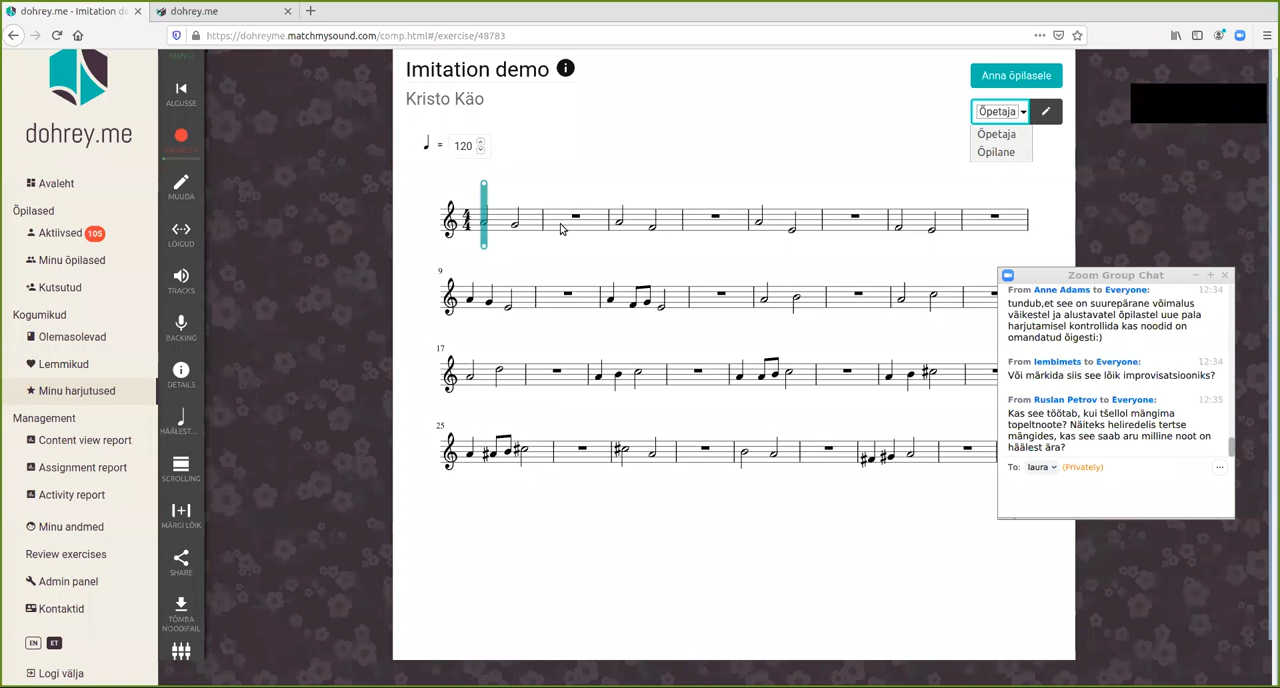 dohrey.me - Imitation de
dohrey.me
https://dohreyme.matchmysound.com/comp.html#/exercise/48783
dohrey.me
Avaleht
Õpilased
Aktiivsed 105
Minu õpilased
Kutsutud
Kogumikud
Olemasolevad
Lemmikud
Minu harjutused
Management
Content view report
Assignment report
Activity report
Minu andmed
Review exercises
Admin panel
Kontaktid
EN ET
Logi välja
MÄNGI
ALGUSSE
MUUDA
LÕIGUD
TRACKS
BACKING
DETAILS
HÄÄLEST...
SCROLLING
MÄRGI LÕIK
SHARE
TÕMBA
NOODIFAIL
Imitation demo
Kristo Käo
= 120
Anna õpilasele
Õpetaja
Õpetaja
Õpilane
4
4
9
17
25
Zoom Group Chat
From Anne Adams to Everyone: 12:34
tundub,et see on suurepärane võimalus
väikestel ja alustavatel õpilastel uue pala
harjutamisel kontrollida kas noodid on
omandatud õigesti:)
From lembimets to Everyone: 12:34
Või märkida siis see lõik improvisatsiooniks?
From Ruslan Petrov to Everyone: 12:35
Kas see töötab, kui tšellol mängima
topeltnoote? Näiteks heliredelis tertse
mängides, kas see saab aru milline noot on
häälest ära?
To: laura (Privately)